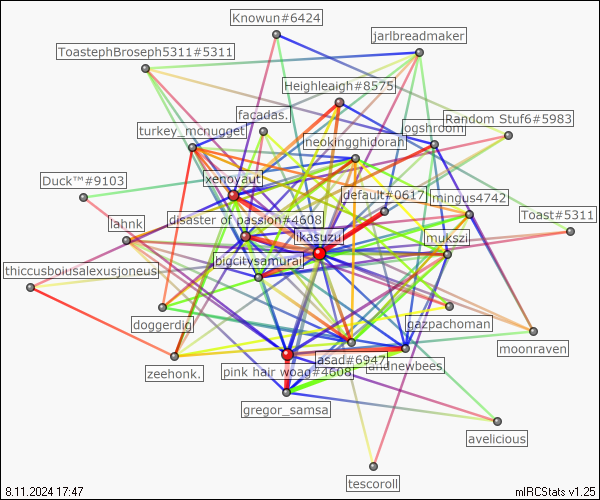 Knowun#6424
jarlbreadmaker
ToastephBroseph5311#5311
Heighleaigh#8575
facadas.
Random Stuf6#5983
ogshroom
turkey_mcnugget
neokingghidorah
Duck™#9103
xenoyaut
default#0617
mingus4742
lahnk
disaster of passion#4608
Toast#5311
ikasuzu
mukszi
bigcitysamurai
thiccusboiusalexusjoneus
doggerdig
gazpachoman
moonraven
asad#6947
zeehonk.
pink hair woag#4608
andnewbees
gregor_samsa
avelicious
tescoroll
8.11.2024 17:47
mIRCStats v1.25